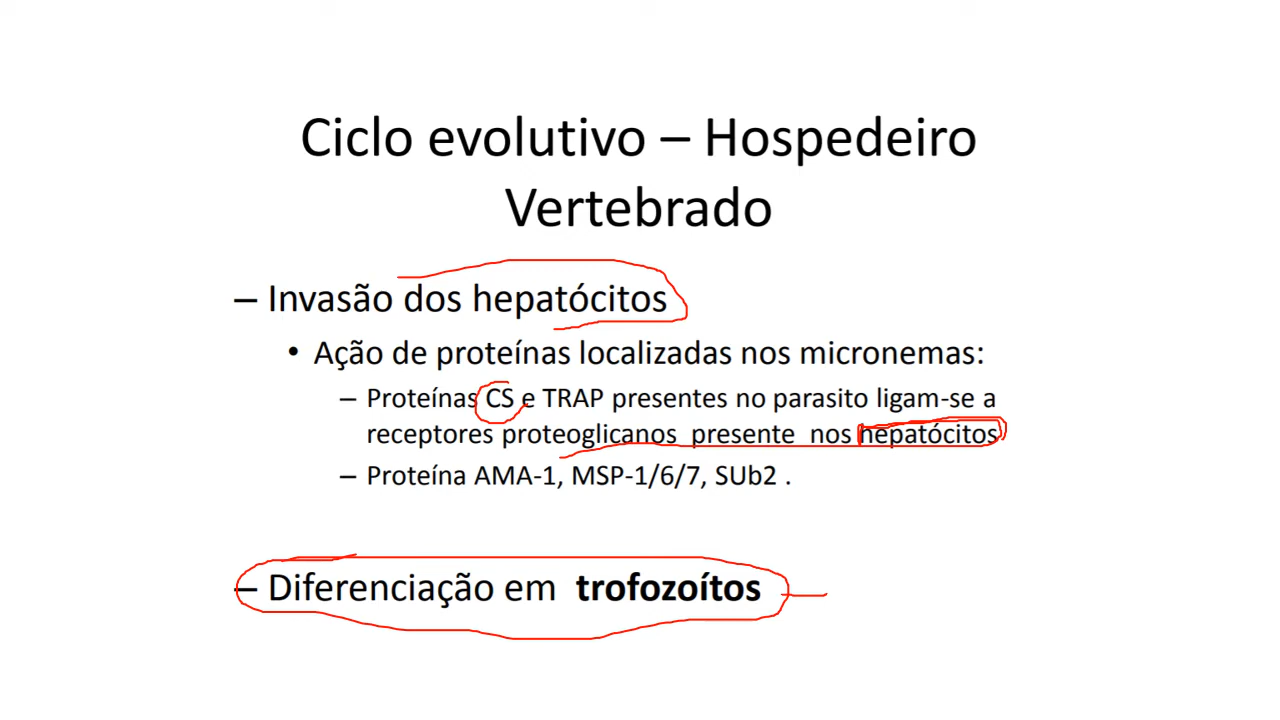 Ciclo evolutivo – Hospedeiro
Vertebrado
– Invasão dos hepatócitos
• Ação de proteínas localizadas nos micronemas:
– Proteínas CS e TRAP presentes no parasito ligam-se a
receptores proteoglicanos presente nos hepatócitos
– Proteína AMA-1, MSP-1/6/7, SUb2 .
– Diferenciação em trofozoítos